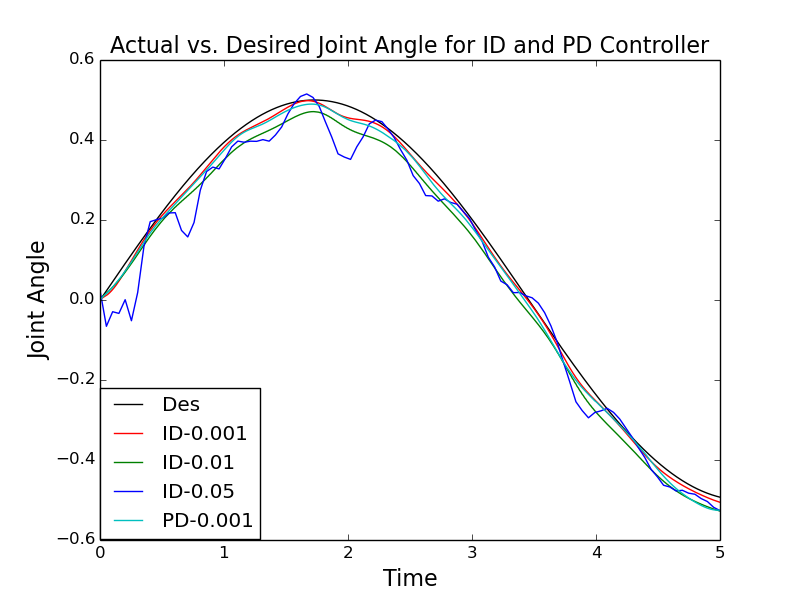 Actual vs. Desired Joint Angle for ID and PD Controller
0.6
0.4
0.2
0.0
−0.2
−0.4
−0.6
Joint Angle
Des
ID-0.001
ID-0.01
ID-0.05
PD-0.001
0 1 2 3 4 5
Time